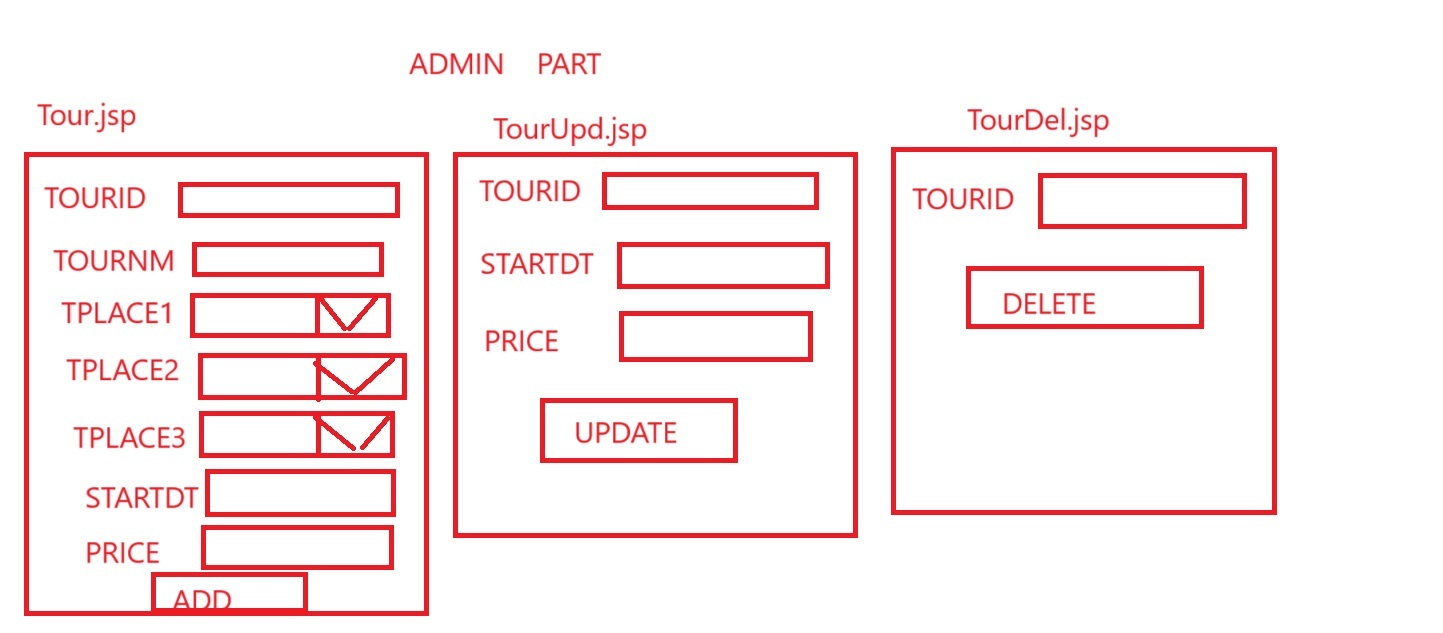 ADMIN PART
Tour.jsp
TOURID
TOURNM
TPLACE1
TPLACE2
TPLACE3
STARTDT
PRICE
ADD
TourUpd.jsp
TOURID
STARTDT
PRICE
UPDATE
TourDel.jsp
TOURID
DELETE